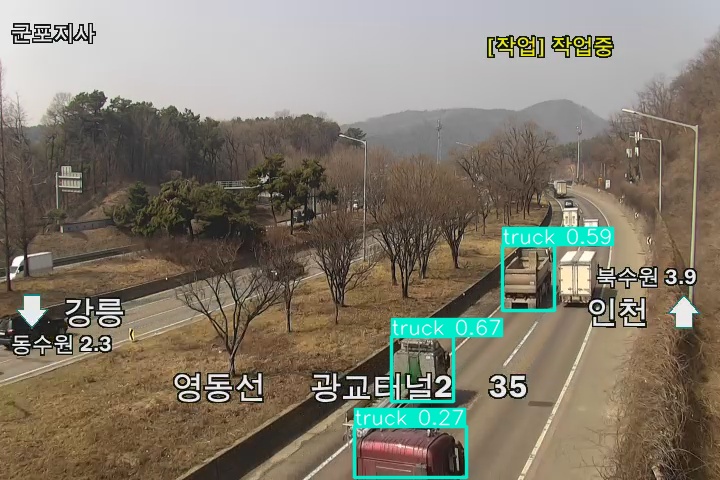 군포지사
[작업] 작업중
truck 0.59
북수원 3.9
강릉
인천
동수원 2.3
truck 0.67
영동선 광교터널2 35
truck 0.27